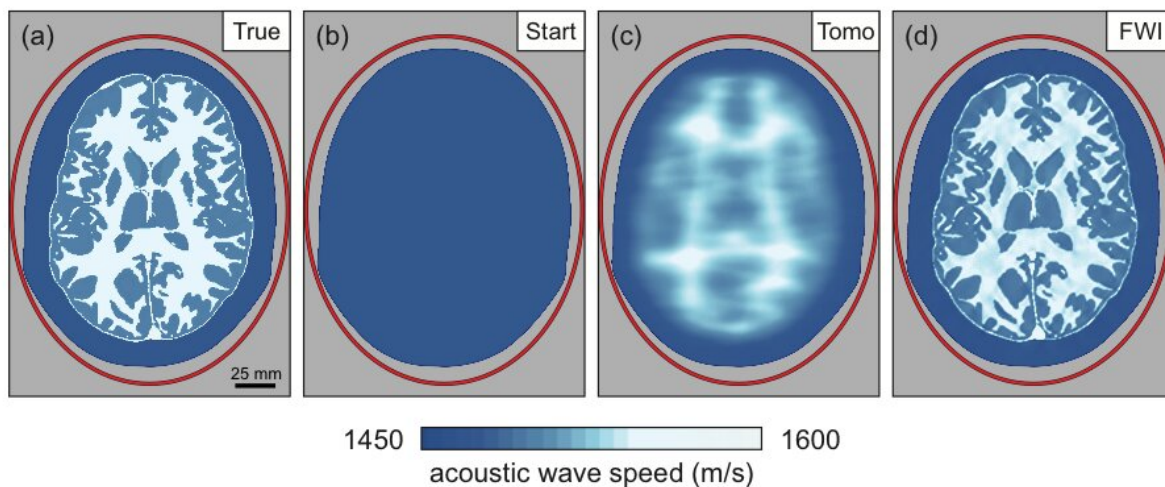 (a) True
(b) Start
(c) Tomo
(d) FWI
25 mm
1450 1600
acoustic wave speed (m/s)